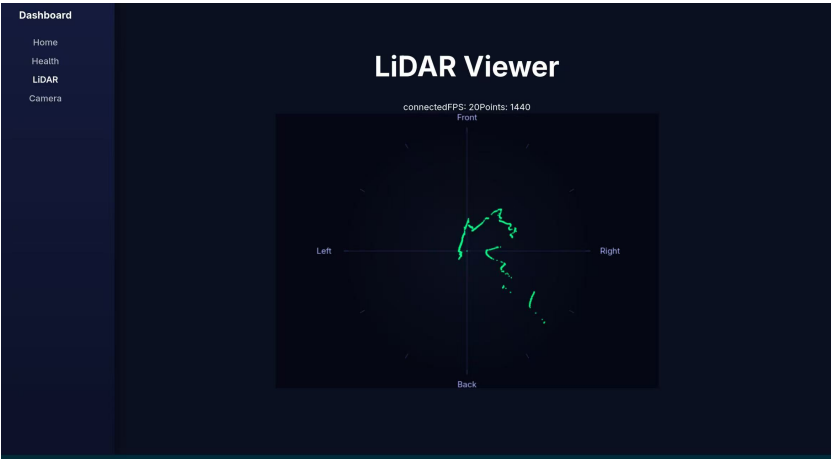 Dashboard
Home
Health
LiDAR
Camera
LiDAR Viewer
connectedFPS: 20Points: 1440
Front
Left
Right
Back